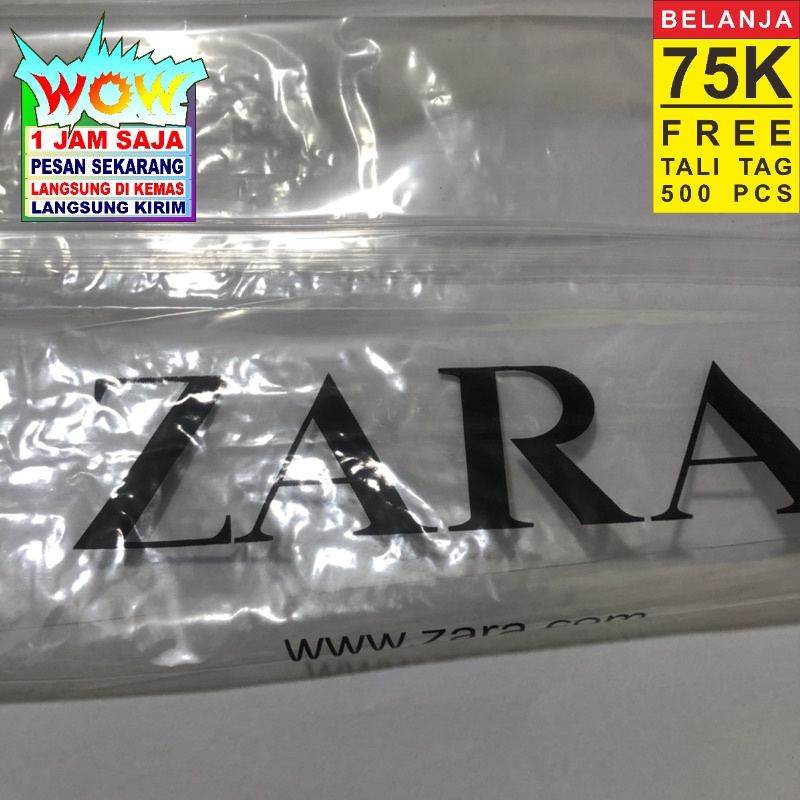 WOW
1 JAM SAJA
PESAN SEKARANG
LANGSUNG DI KEMAS
LANGSUNG KIRIM
BELANJA
75K
FREE
TALI TAG
500 PCS
ZARA
www.zara.com